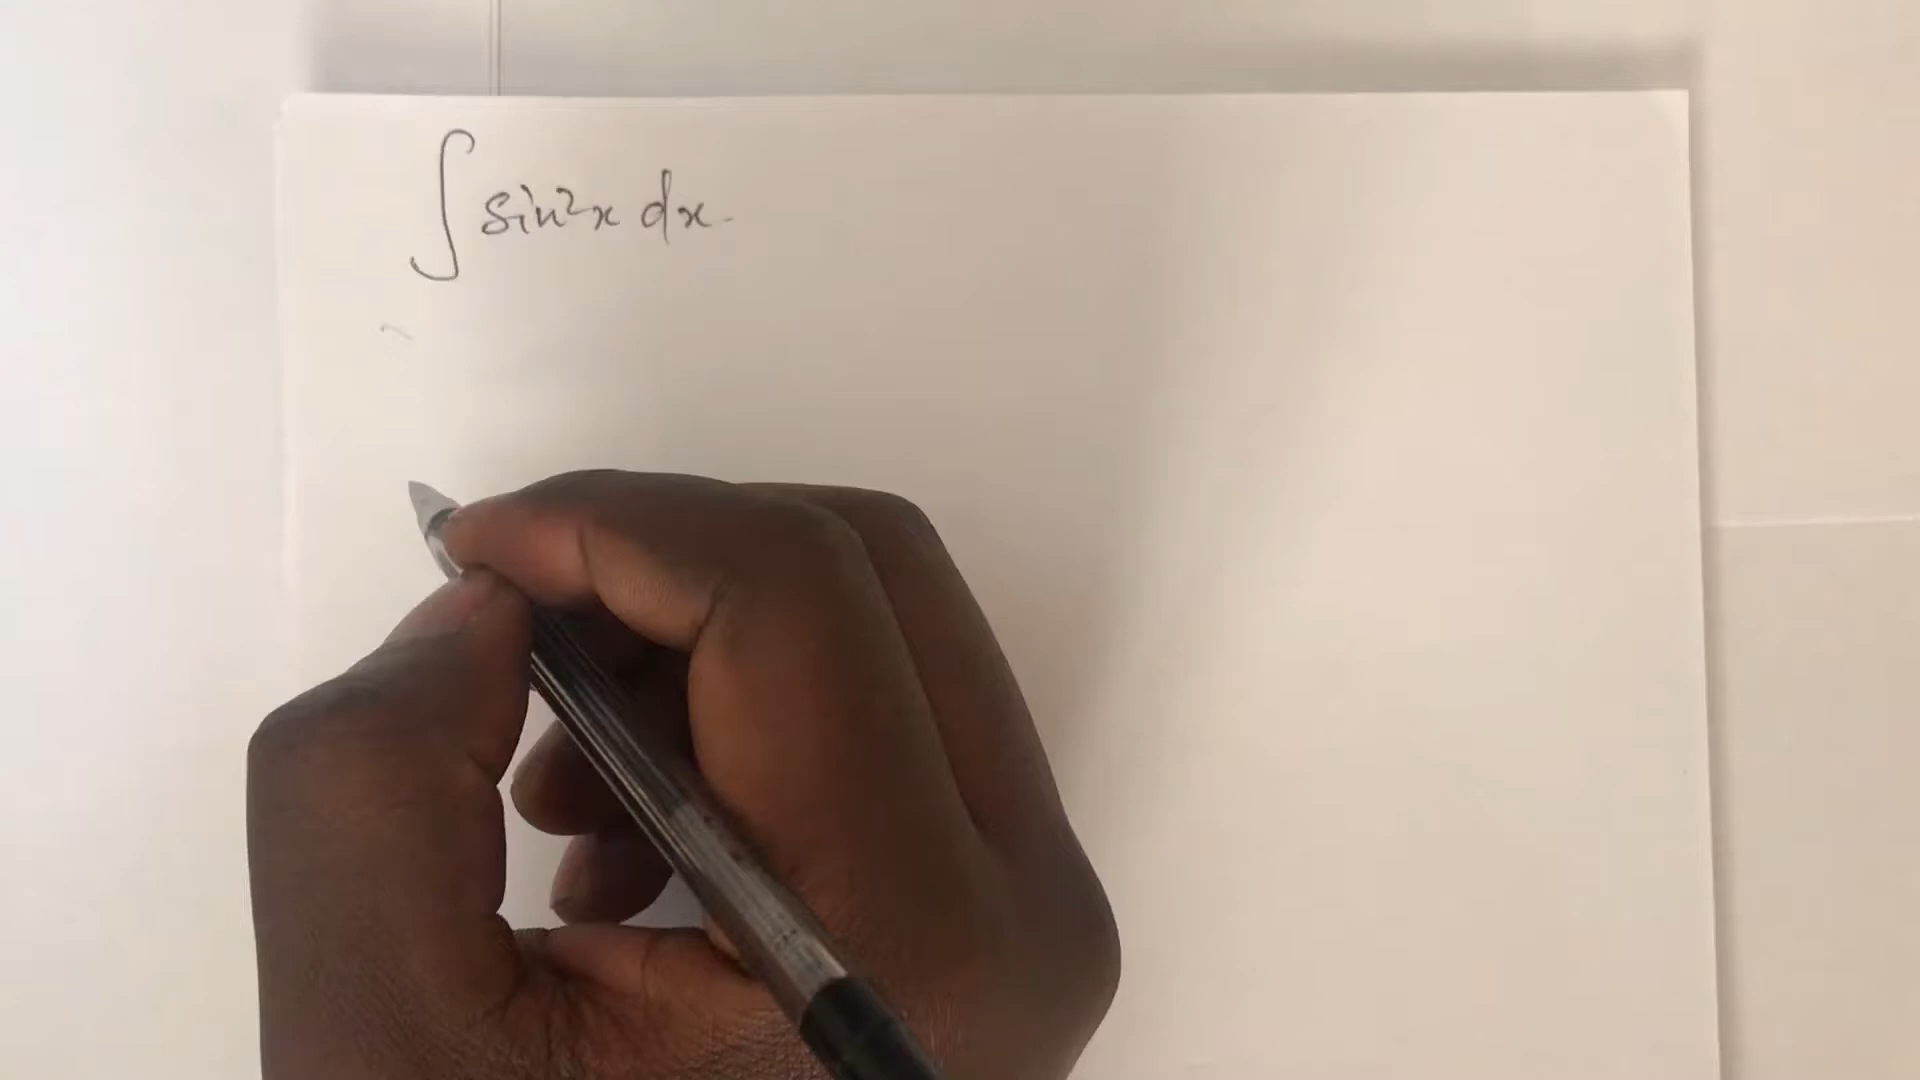 ∫ sin²x dx.